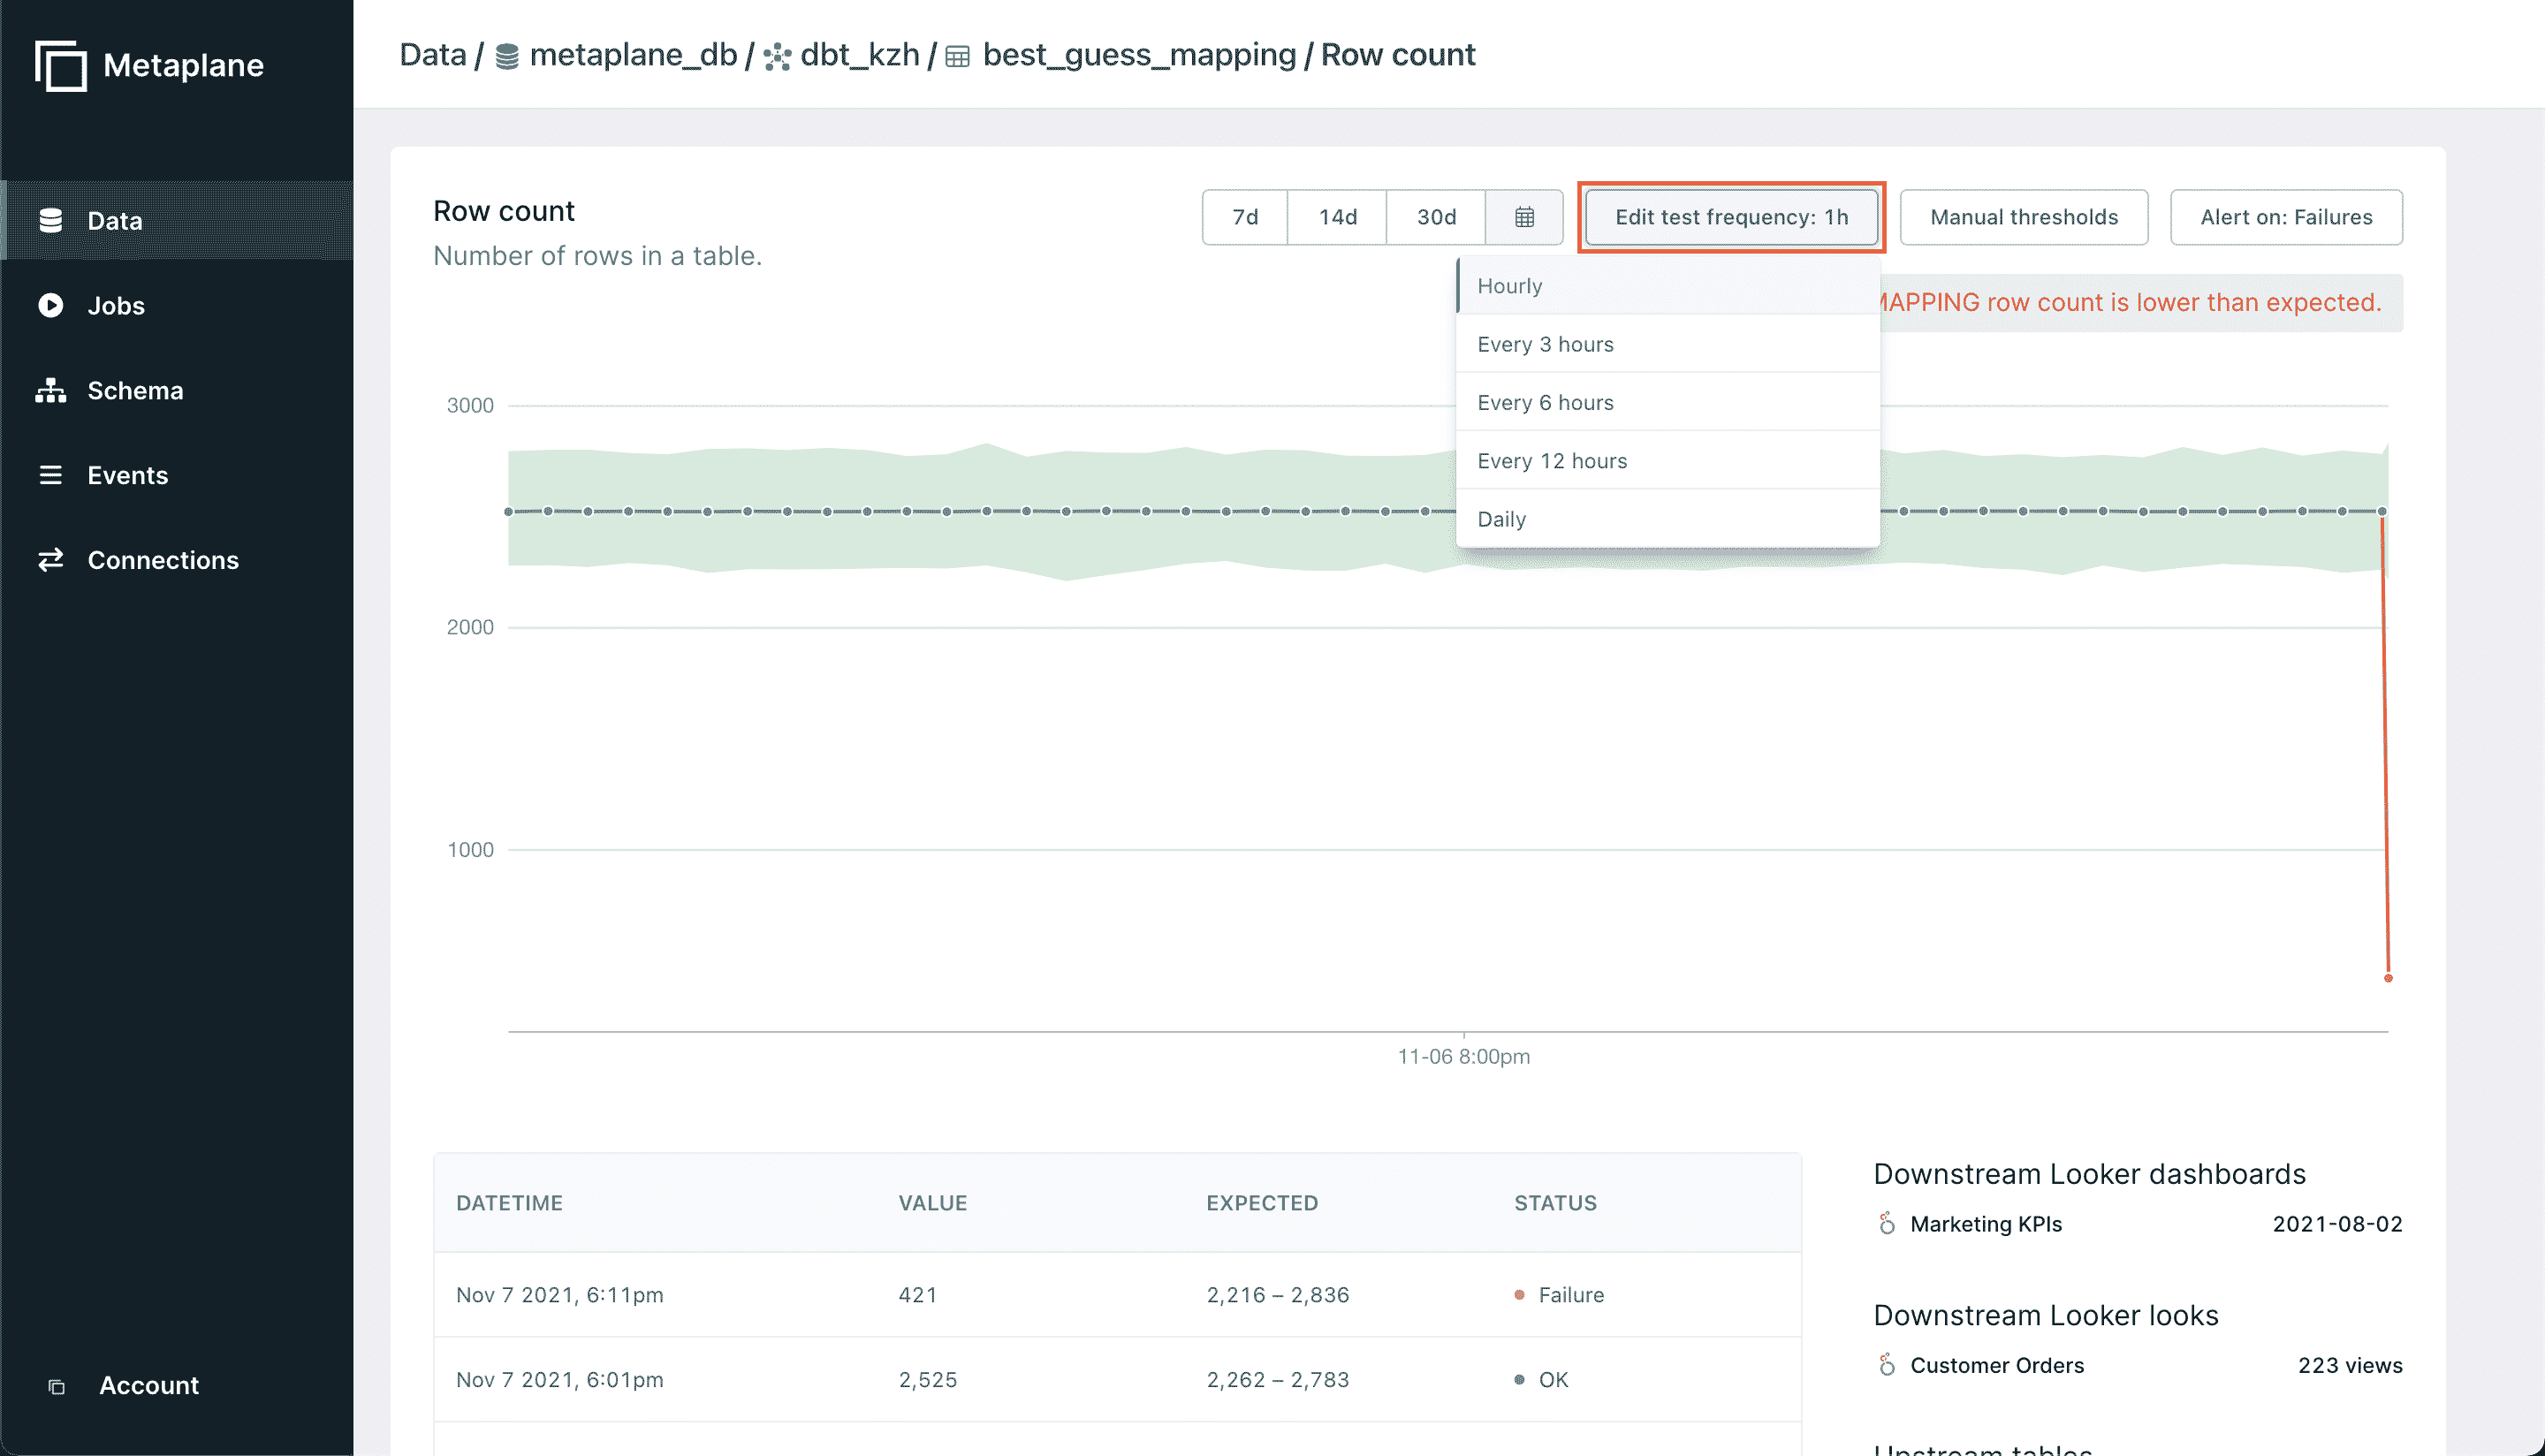 Metaplane
Data / metaplane_db / dbt_kzh / best_guess_mapping / Row count
Data
Jobs
Schema
Events
Connections
Account
Row count
Number of rows in a table.
7d 14d 30d Edit test frequency: 1h Manual thresholds Alert on: Failures
Hourly
Every 3 hours
Every 6 hours
Every 12 hours
Daily
MAPPING row count is lower than expected.
3000
2000
1000
11-06 8:00pm
DATETIME VALUE EXPECTED STATUS
Nov 7 2021, 6:11pm 421 2,216 – 2,836 Failure
Nov 7 2021, 6:01pm 2,525 2,262 – 2,783 OK
Downstream Looker dashboards
Marketing KPIs 2021-08-02
Downstream Looker looks
Customer Orders 223 views
Upstream tables